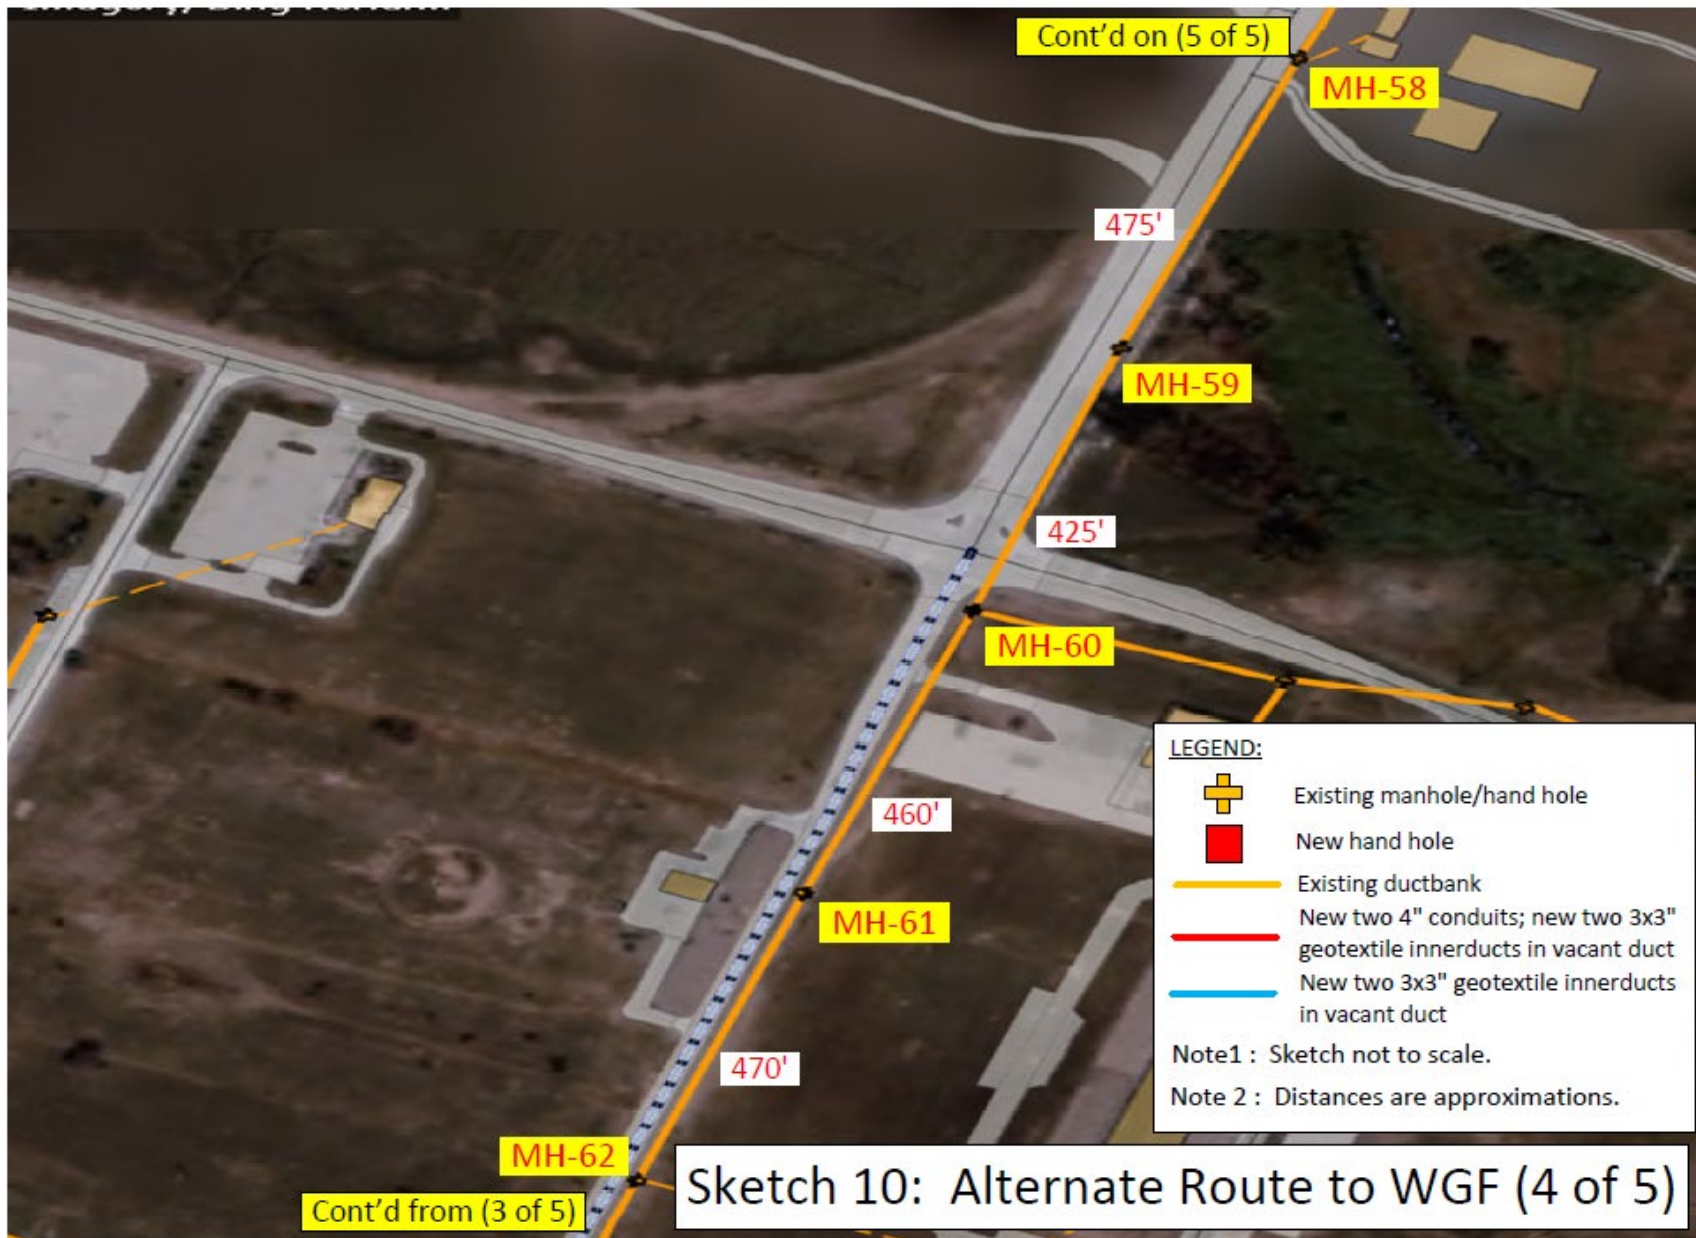 Cont'd on (5 of 5)
MH-58
475'
MH-59
425'
MH-60
460'
MH-61
470'
MH-62
Cont'd from (3 of 5)
LEGEND:
Existing manhole/hand hole
New hand hole
Existing ductbank
New two 4" conduits; new two 3x3"
geotextile innerducts in vacant duct
New two 3x3" geotextile innerducts
in vacant duct
Note1 : Sketch not to scale.
Note 2 : Distances are approximations.
Sketch 10: Alternate Route to WGF (4 of 5)